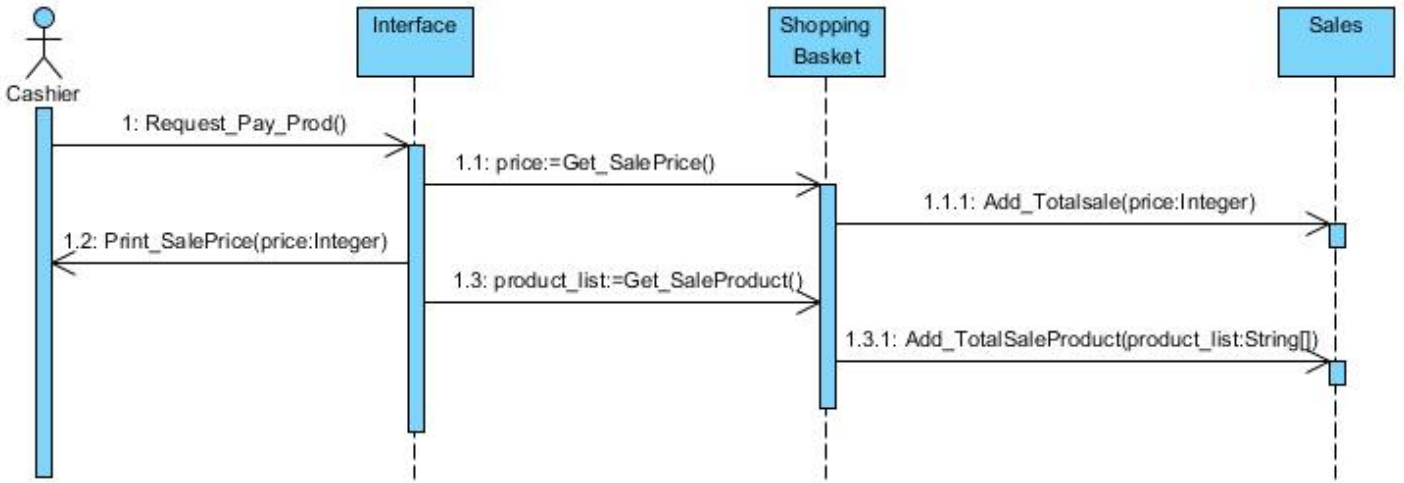 Interface
Shopping
Basket
Sales
Cashier
1: Request_Pay_Prod()
1.1: price:=Get_SalePrice()
1.1.1: Add_Totalsale(price:Integer)
1.2: Print_SalePrice(price:Integer)
1.3: product_list:=Get_SaleProduct()
1.3.1: Add_TotalSaleProduct(product_list:String[])